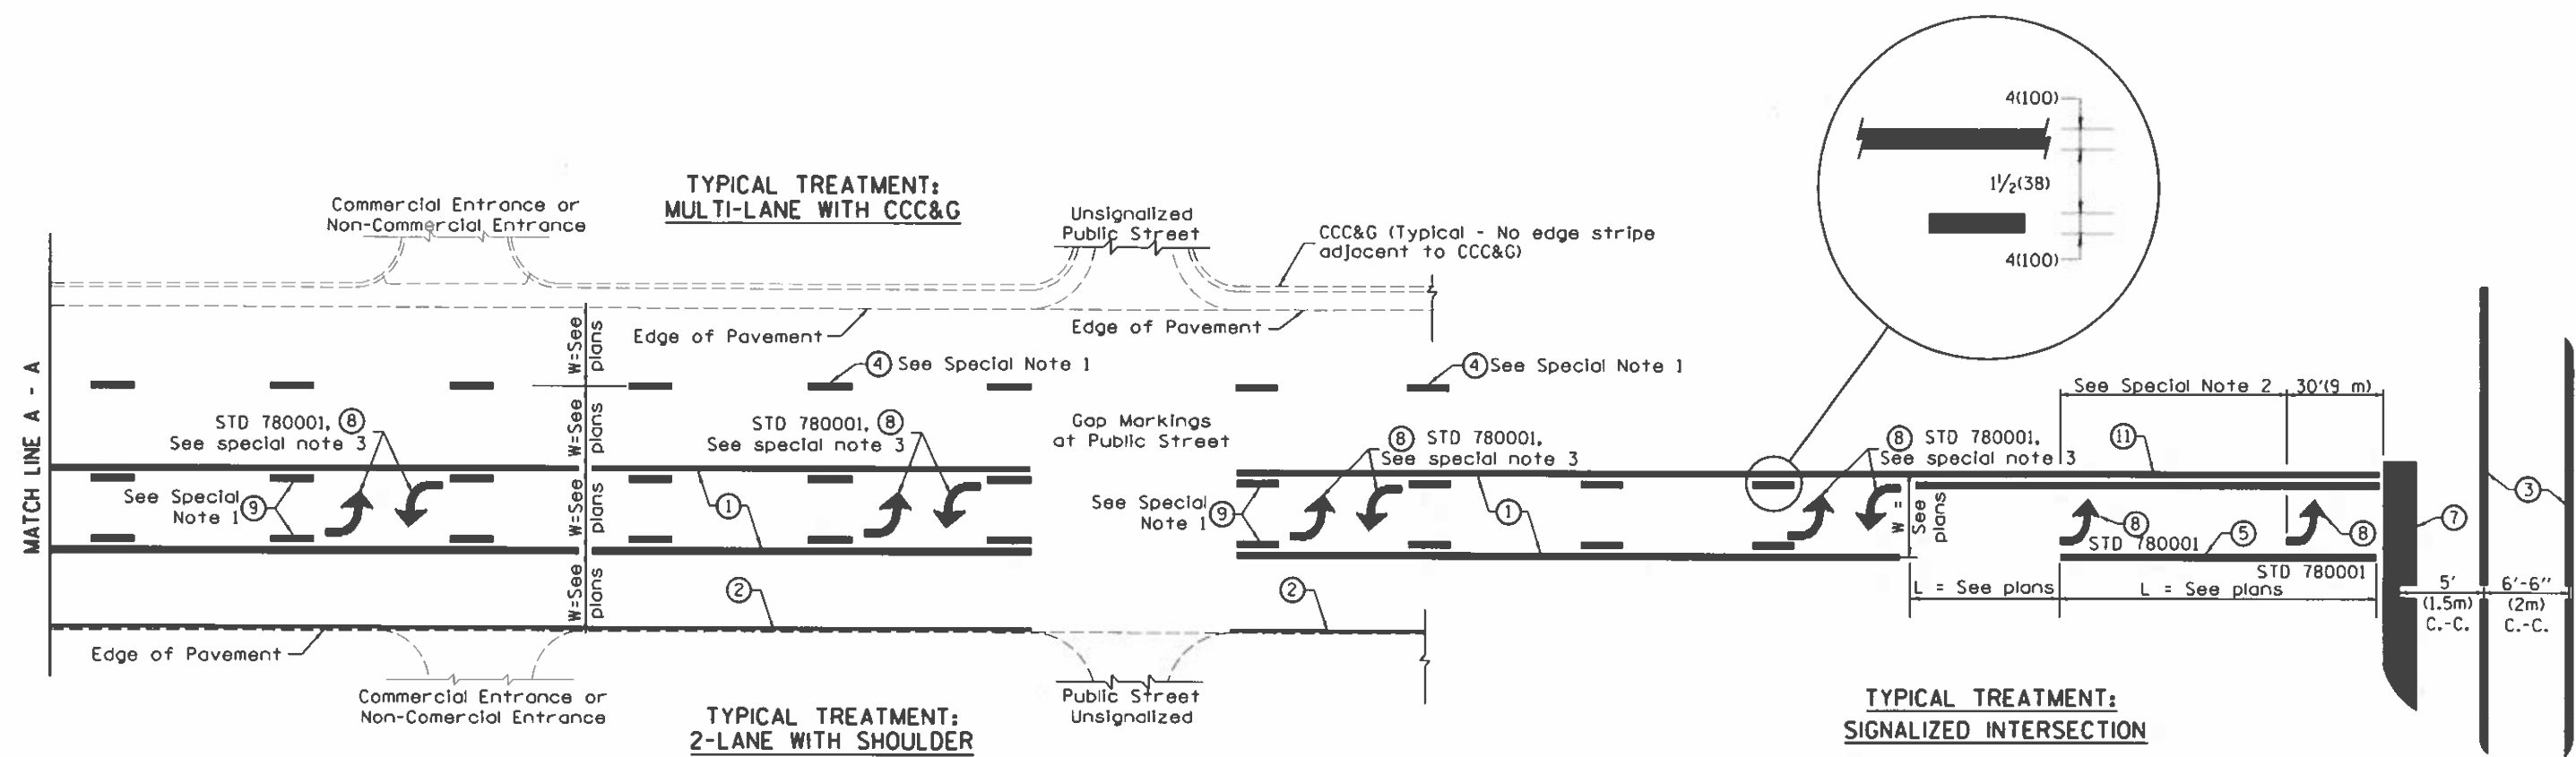 MATCH LINE A - A
TYPICAL TREATMENT:
MULTI-LANE WITH CCC&G
Commercial Entrance or
Non-Commercial Entrance
Unsignalized
Public Street
CCC&G (Typical - No edge stripe
adjacent to CCC&G)
4(100)
1½(38)
4(100)
Edge of Pavement
Edge of Pavement
W=See
plans
W=See
plans
W=See
plans
W=See
plans
4 See Special Note 1
4 See Special Note 1
STD 780001, 8
See special note 3
STD 780001, 8
See special note 3
Gap Markings
at Public Street
8 STD 780001,
See special note 3
8 STD 780001,
See special note 3
See Special Note 2
30'(9 m)
11
See Special
Note 1 9
1
See Special
Note 1 9
1
W =
See
plans
8
STD 780001
5
8
STD 780001
7
3
L = See plans
L = See plans
5'
(1.5m)
C.-C.
6'-6"
(2m)
C.-C.
2
2
Edge of Pavement
Commercial Entrance or
Non-Comercial Entrance
Public Street
Unsignalized
TYPICAL TREATMENT:
2-LANE WITH SHOULDER
TYPICAL TREATMENT:
SIGNALIZED INTERSECTION